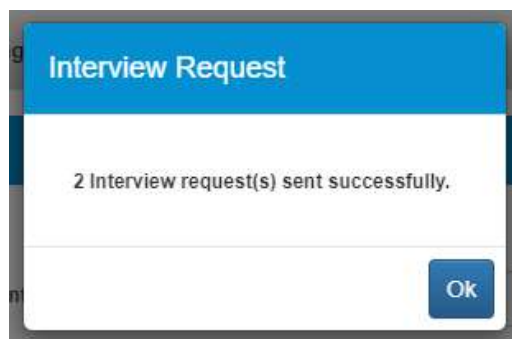 Interview Request
2 Interview request(s) sent successfully.
Ok